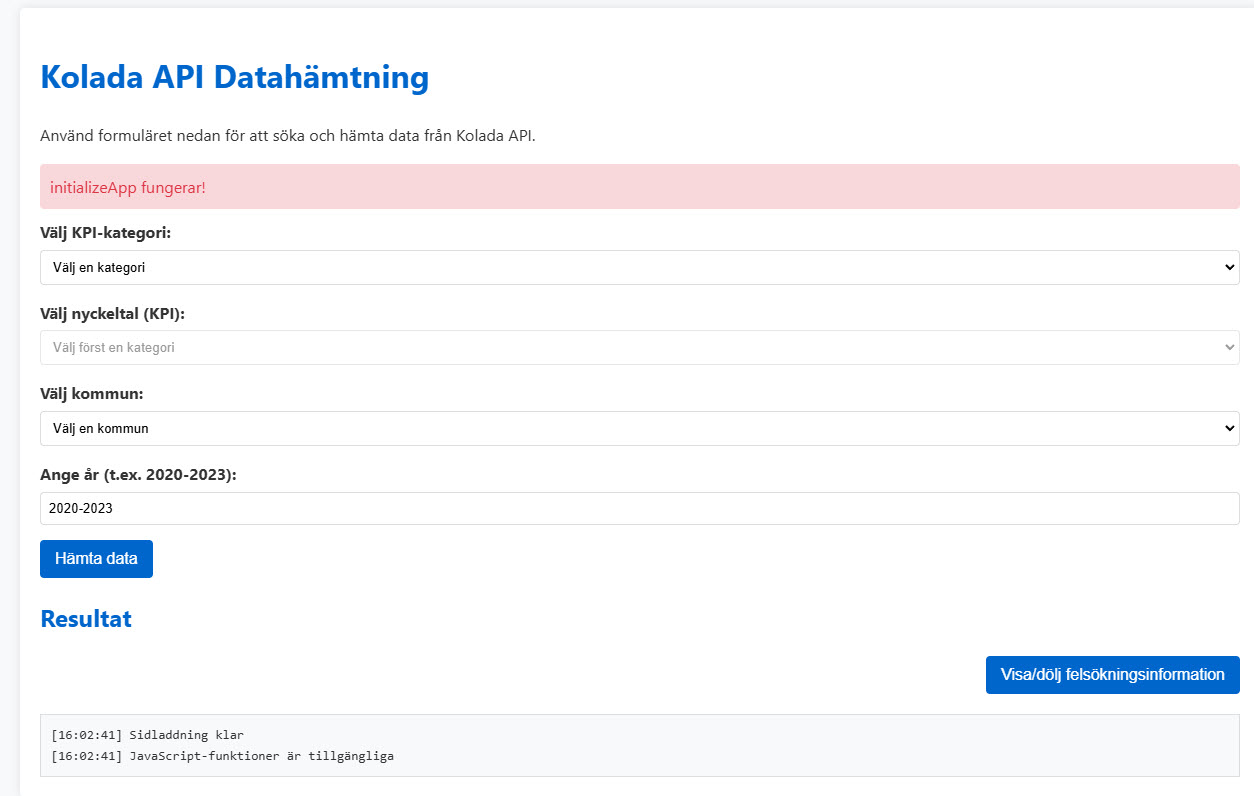 Kolada API Datahämtning
Använd formuläret nedan för att söka och hämta data från Kolada API.
initializeApp fungerar!
Välj KPI-kategori:
Välj en kategori
Välj nyckeltal (KPI):
Välj först en kategori
Välj kommun:
Välj en kommun
Ange år (t.ex. 2020-2023):
2020-2023
Hämta data
Resultat
Visa/dölj felsökningsinformation
[16:02:41] Sidladdning klar
[16:02:41] JavaScript-funktioner är tillgängliga